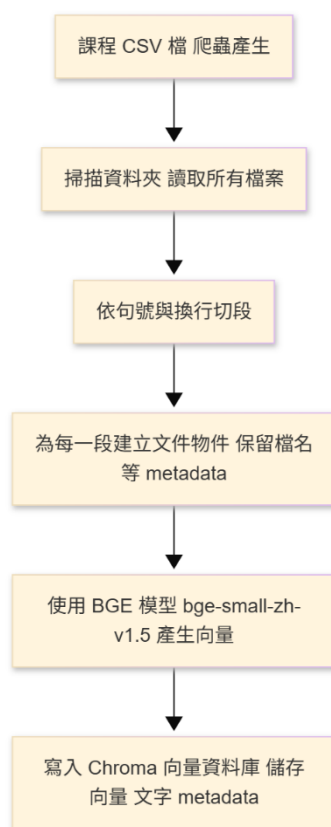 課程 CSV 檔 爬蟲產生
掃描資料夾 讀取所有檔案
依句號與換行切段
為每一段建立文件物件 保留檔名
等 metadata
使用 BGE 模型 bge-small-zh-
v1.5 產生向量
寫入 Chroma 向量資料庫 儲存
向量 文字 metadata